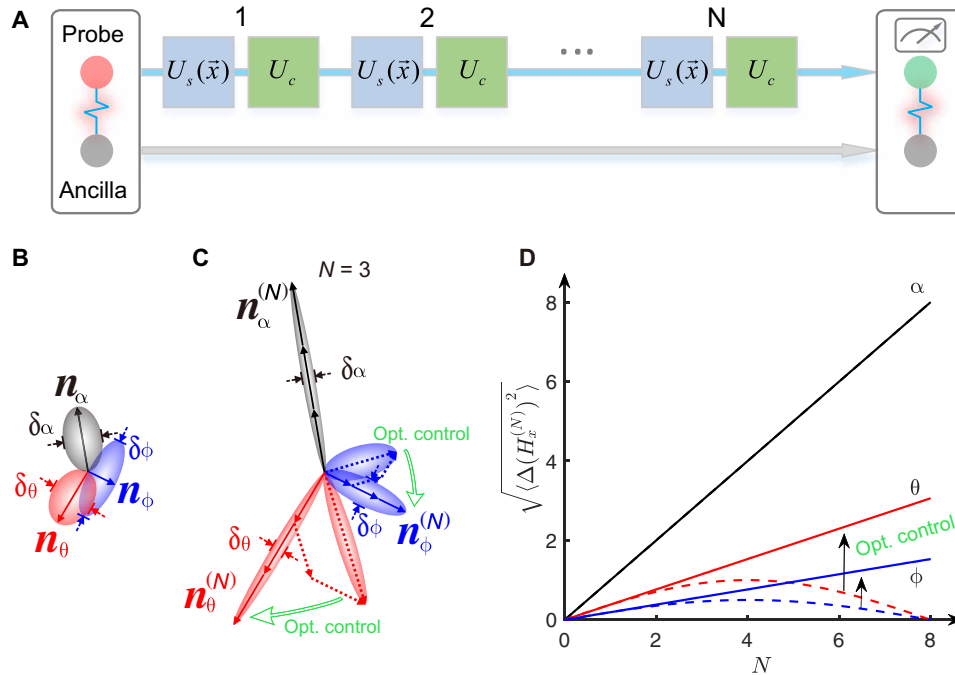 A
1 2 N
Probe
U_s(x⃗) U_c U_s(x⃗) U_c ... U_s(x⃗) U_c
Ancilla
B
n_α
δα
δϕ
δθ
n_ϕ
n_θ
C
N = 3
n_α^(N)
δα
Opt. control
δϕ
n_ϕ^(N)
δθ
n_θ^(N)
Opt. control
D
√⟨Δ(H_x^(N))^2⟩
8
6
4
2
0
α
θ
Opt. control
ϕ
0 2 4 6 8
N